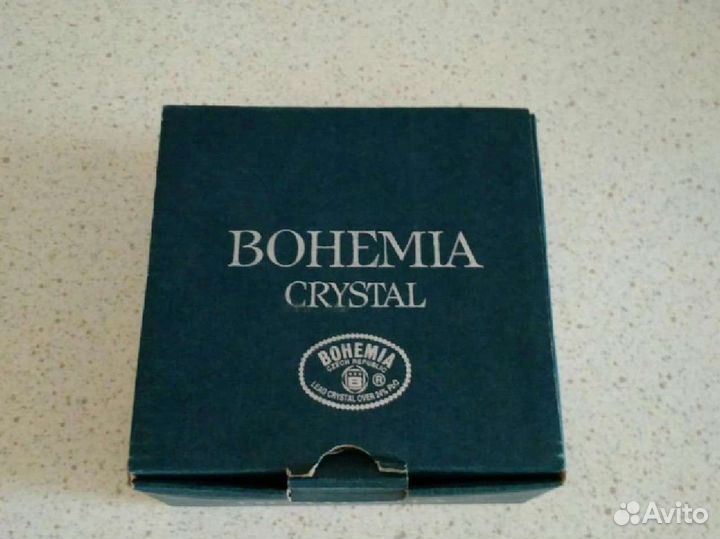 BOHEMIA
CRYSTAL
BOHEMIA
CZECH REPUBLIC
B ®
LEAD CRYSTAL OVER 24% PbO
Avito